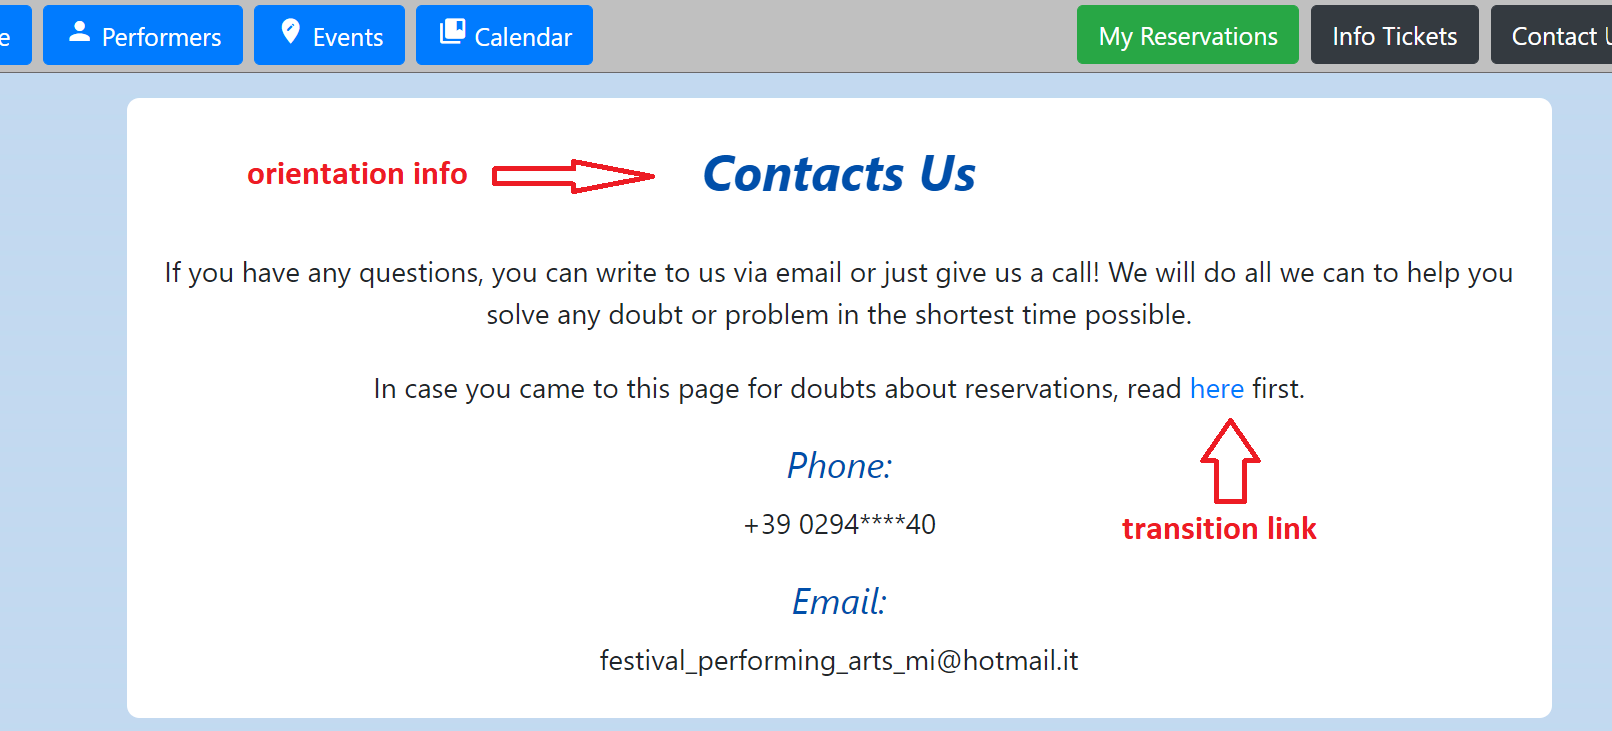 e Performers Events Calendar My Reservations Info Tickets Contact U
orientation info Contacts Us
If you have any questions, you can write to us via email or just give us a call! We will do all we can to help you
solve any doubt or problem in the shortest time possible.
In case you came to this page for doubts about reservations, read here first.
Phone:
+39 0294****40
transition link
Email:
festival_performing_arts_mi@hotmail.it